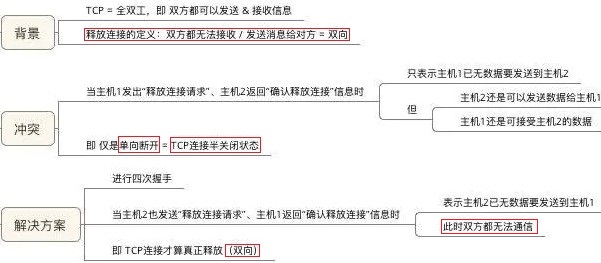 背景
TCP = 全双工，即 双方都可以发送 & 接收信息
释放连接的定义：双方都无法接收 / 发送消息给对方 = 双向
冲突
当主机1发出“释放连接请求”、主机2返回“确认释放连接”信息时
只表示主机1已无数据要发送到主机2
但
主机2还是可以发送数据给主机1
主机1还是可接受主机2的数据
即 仅是单向断开 = TCP连接半关闭状态
解决方案
进行四次握手
当主机2也发送“释放连接请求”、主机1返回“确认释放连接”信息时
表示主机2已无数据要发送到主机1
此时双方都无法通信
即 TCP连接才算真正释放（双向）